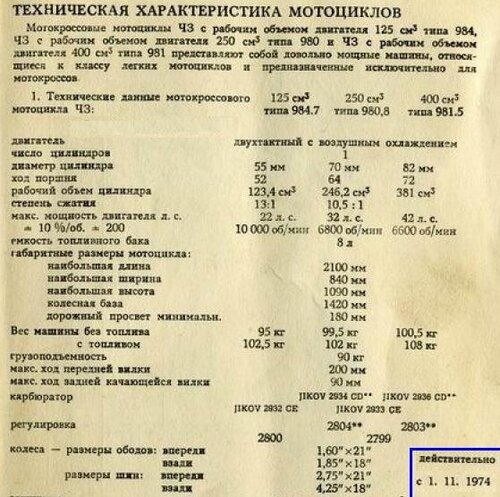 ТЕХНИЧЕСКАЯ ХАРАКТЕРИСТИКА МОТОЦИКЛОВ
Мотокроссовые мотоциклы ЧЗ с рабочим объемом двигателя 125 см³ типа 984,
ЧЗ с рабочим объемом двигателя 250 см³ типа 980 и ЧЗ с рабочим объемом
двигателя 400 см³ типа 981 представляют собой довольно мощные машины, относя-
щиеся к классу легких мотоциклов и предназначенные исключительно для
мотокроссов.
1. Технические данные мотокроссового 125 см³ 250 см³ 400 см³
мотоцикла ЧЗ: типа 984.7 типа 980,8 типа 981.5
двигатель двухтактный с воздушным охлаждением
число цилиндров 1
диаметр цилиндра 55 мм 70 мм 82 мм
ход поршня 52 64 72
рабочий объем цилиндра 123,4 см³ 246,2 см³ 381 см³
степень сжатия 13:1 10,5 : 1
макс. мощность двигателя л. с. 22 л. с. 32 л. с. 42 л. с.
≐ 10 %/об. ≐ 200 10 000 об/мин 6800 об/мин 6600 об/мин
емкость топливного бака 8 л
габаритные размеры мотоцикла:
наибольшая длина 2100 мм
наибольшая ширина 840 мм
наибольшая высота 1090 мм
колесная база 1420 мм
дорожный просвет минимальн. 180 мм
Вес машины без топлива 95 кг 99,5 кг 100,5 кг
с топливом 102,5 кг 102 кг 108 кг
грузоподъемность 90 кг
макс. ход передней вилки 200 мм
макс. ход задней качающейся вилки 90 мм
карбюратор JIKOV 2934 CD** JIKOV 2936 CD**
JIKOV 2932 CE JIKOV 2933 CE
регулировка 2804** 2803**
2800 2799
колеса — размеры ободов: впереди 1,60″×21″
взади 1,85″×18″
размеры шин: впереди 2,75″×21″
взади 4,25″×18″
действительно
с 1. 11. 1974